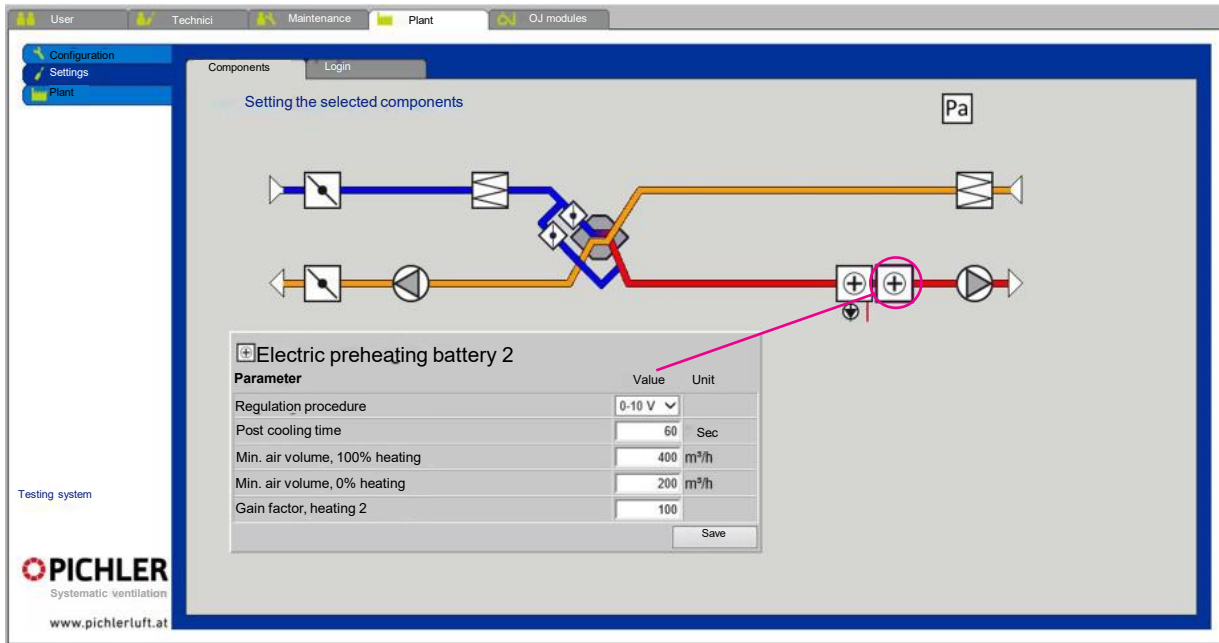 User Technici Maintenance Plant OJ modules
Configuration
Settings
Plant
Components Login
Setting the selected components
Pa
Electric preheating battery 2
Parameter Value Unit
Regulation procedure 0-10 V
Post cooling time 60 Sec
Min. air volume, 100% heating 400 m³/h
Min. air volume, 0% heating 200 m³/h
Gain factor, heating 2 100
Save
Testing system
PICHLER
Systematic ventilation
www.pichlerluft.at